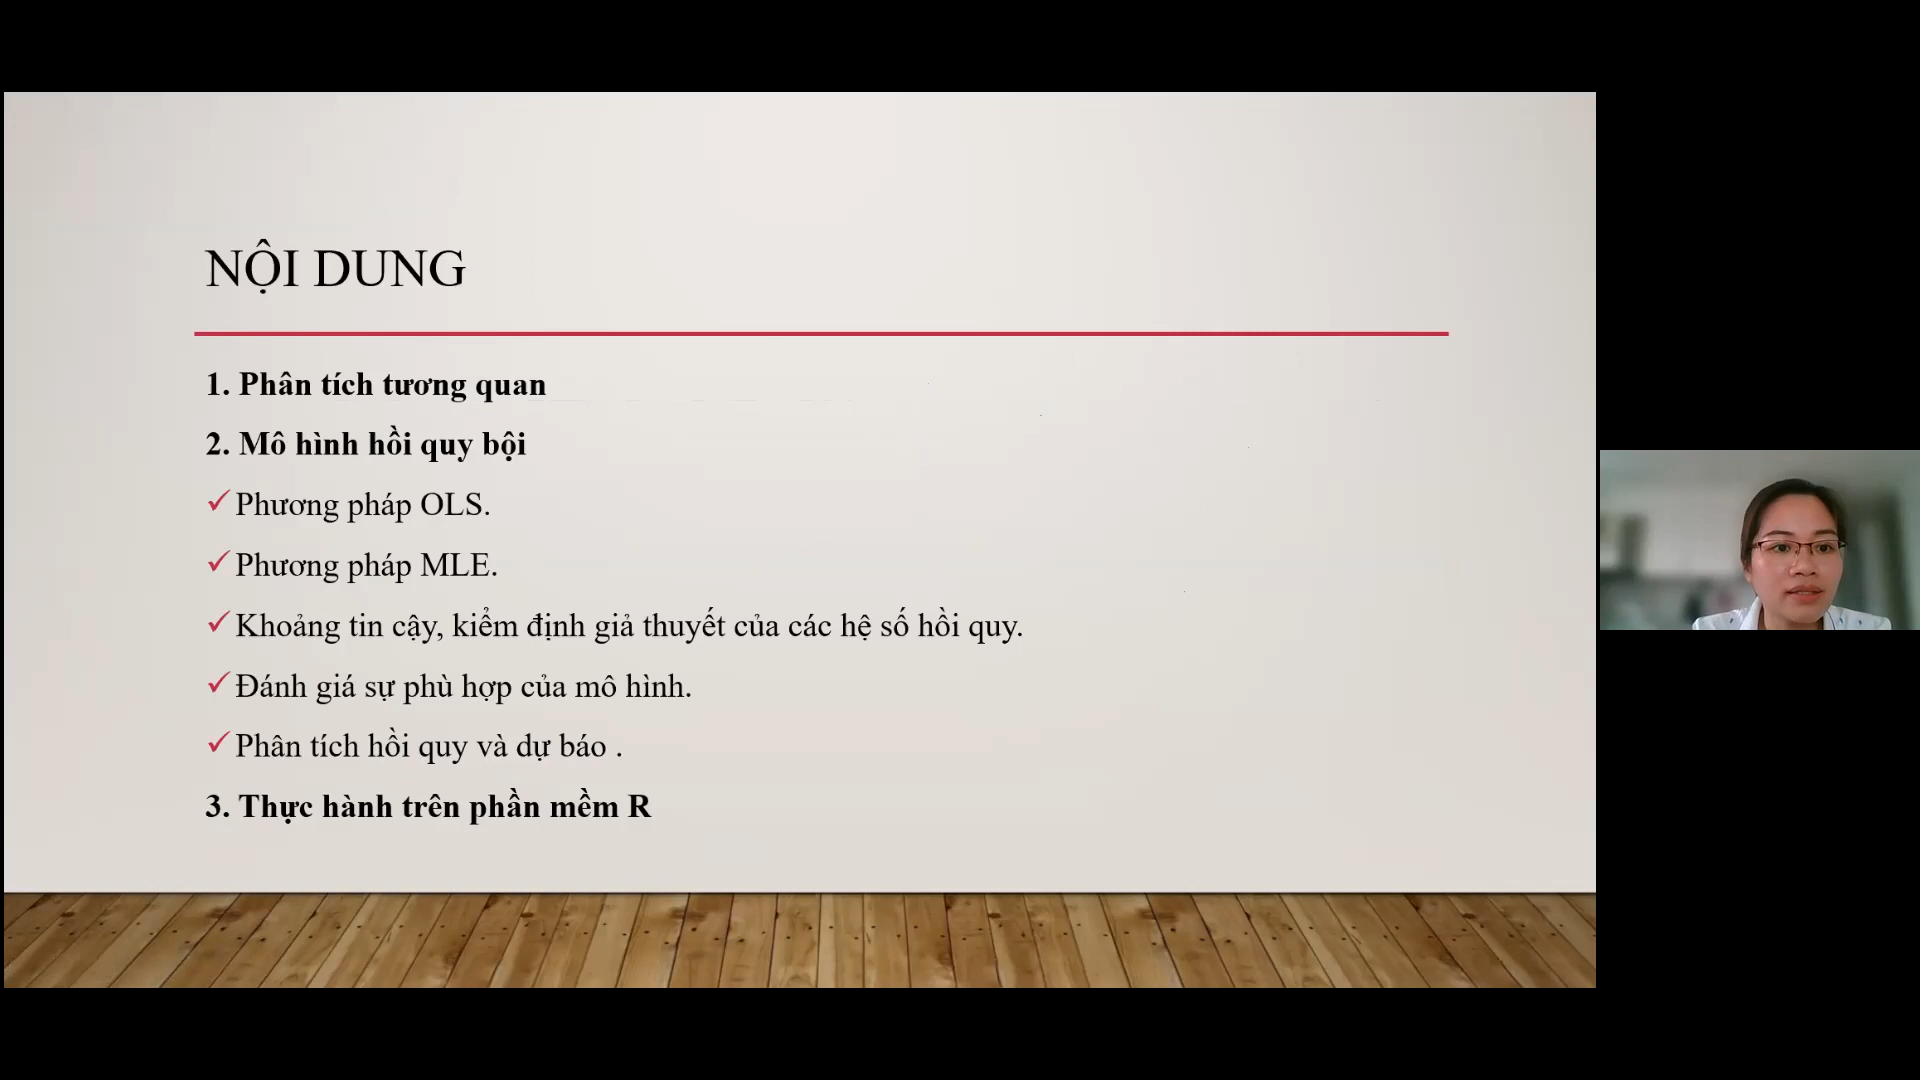 NỘI DUNG
1. Phân tích tương quan
2. Mô hình hồi quy bội
Phương pháp OLS.
Phương pháp MLE.
Khoảng tin cậy, kiểm định giả thuyết của các hệ số hồi quy.
Đánh giá sự phù hợp của mô hình.
Phân tích hồi quy và dự báo .
3. Thực hành trên phần mềm R